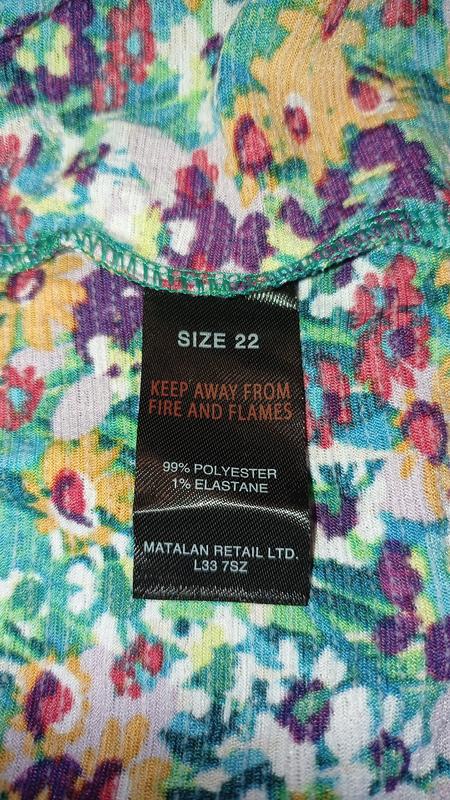 SIZE 22
KEEP AWAY FROM
FIRE AND FLAMES
99% POLYESTER
1% ELASTANE
MATALAN RETAIL LTD.
L33 7SZ